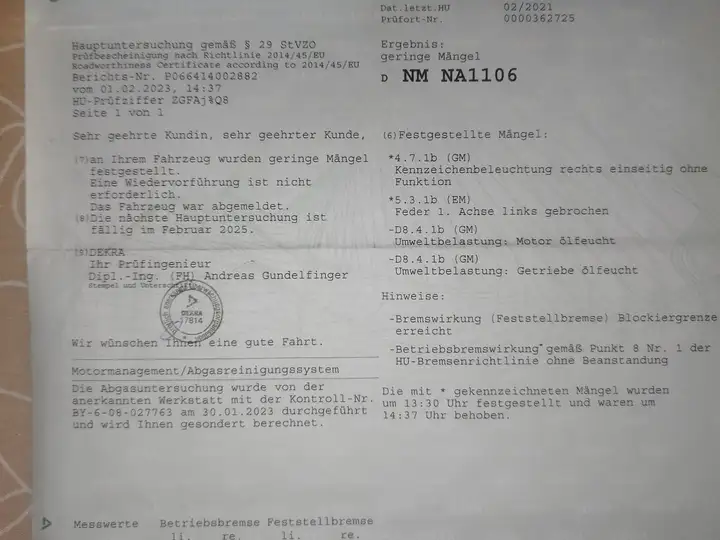 Dat.letzt.HU 02/2021
Prüfort-Nr. 0000362725
Hauptuntersuchung gemäß § 29 StVZO
Prüfbescheinigung nach Richtlinie 2014/45/EU
Roadworthiness Certificate according to 2014/45/EU
Berichts-Nr. P066414002882
vom 01.02.2023, 14:37
HU-Prüfziffer ZGFAj%Q8
Seite 1 von 1
Ergebnis:
geringe Mängel
D NM NA1106
Sehr geehrte Kundin, sehr geehrter Kunde,
(7)an Ihrem Fahrzeug wurden geringe Mängel
festgestellt.
Eine Wiedervorführung ist nicht
erforderlich.
Das Fahrzeug war abgemeldet.
(8)Die nächste Hauptuntersuchung ist
fällig im Februar 2025.
(9)DEKRA
Ihr Prüfingenieur
Dipl.-Ing. (FH) Andreas Gundelfinger
Stempel und Unterschrift
DEKRA
7814
Wir wünschen Ihnen eine gute Fahrt.
Motormanagement/Abgasreinigungssystem
Die Abgasuntersuchung wurde von der
anerkannten Werkstatt mit der Kontroll-Nr.
BY-6-08-027763 am 30.01.2023 durchgeführt
und wird Ihnen gesondert berechnet.
(6)Festgestellte Mängel:
*4.7.1b (GM)
Kennzeichenbeleuchtung rechts einseitig ohne
Funktion
*5.3.1b (EM)
Feder 1. Achse links gebrochen
-D8.4.1b (GM)
Umweltbelastung: Motor ölfeucht
-D8.4.1b (GM)
Umweltbelastung: Getriebe ölfeucht
Hinweise:
-Bremswirkung (Feststellbremse) Blockiergrenze
erreicht
-Betriebsbremswirkung gemäß Punkt 8 Nr. 1 der
HU-Bremsenrichtlinie ohne Beanstandung
Die mit * gekennzeichneten Mängel wurden
um 13:30 Uhr festgestellt und waren um
14:37 Uhr behoben.
Messwerte Betriebsbremse Feststellbremse
li. re. li. re.